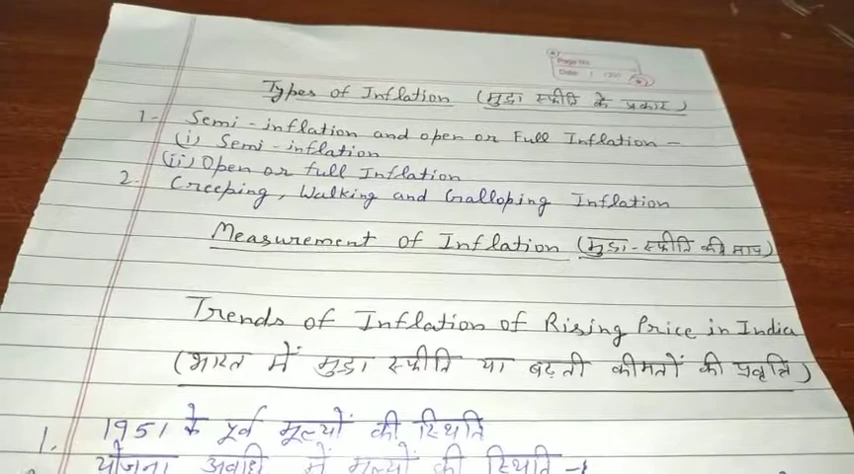 Page No.
Date
Types of Inflation (मुद्रा स्फीति के प्रकार)
1- Semi-inflation and open or Full Inflation -
(i) Semi-inflation
(ii) Open or full Inflation
2- Creeping, Walking and Galloping Inflation
Measurement of Inflation (मुद्रा-स्फीति की माप)
Trends of Inflation of Rising Price in India
(भारत में मुद्रा स्फीति या बढ़ती कीमतों की प्रवृति)
1. 1951 के पूर्व मूल्यों की स्थिति
योजना अवधि में मूल्यों की स्थिति -